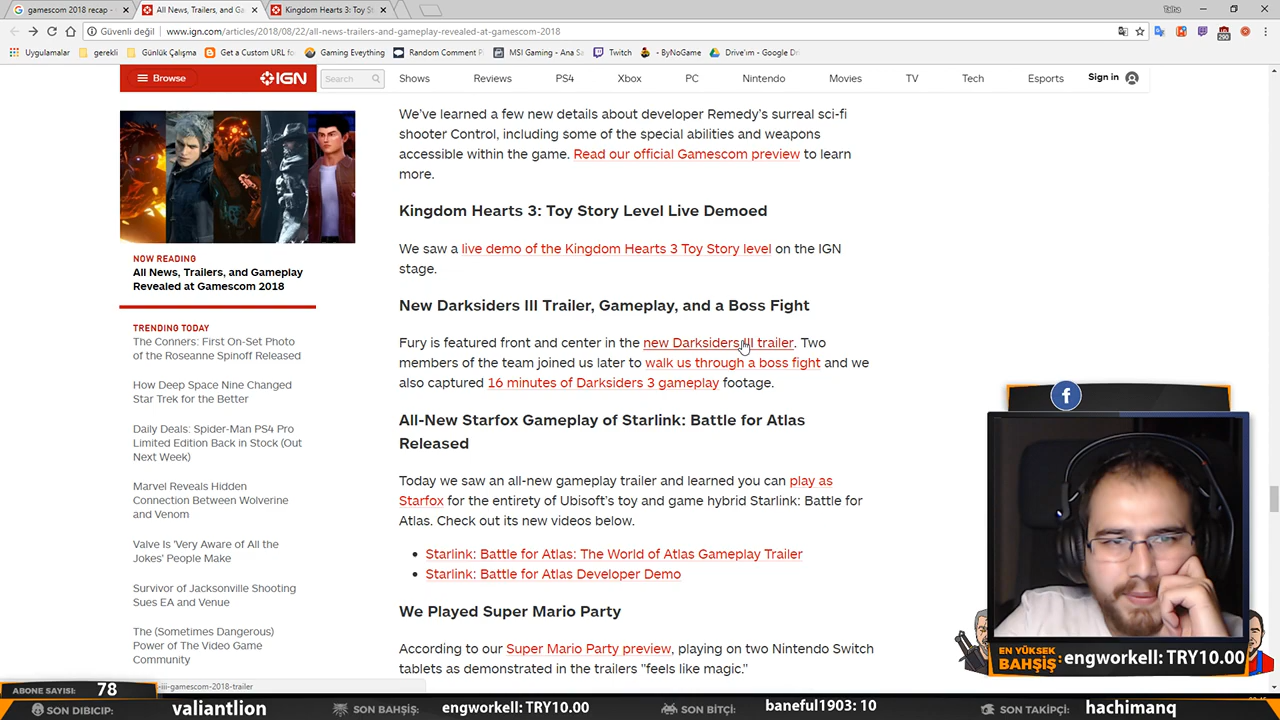 gamescom 2018 recap -
All News, Trailers, and Ga
Kingdom Hearts 3: Toy St
Taha
Güvenli değil
www.ign.com/articles/2018/08/22/all-news-trailers-and-gameplay-revealed-at-gamescom-2018
290
Uygulamalar
gerekli
Günlük Çalışma
Get a Custom URL fo
Gaming Eveything
Random Comment P
MSI Gaming - Ana Sa
Twitch
- ByNoGame
Drive'ım - Google D
Browse
IGN
Search
Shows
Reviews
PS4
Xbox
PC
Nintendo
Movies
TV
Tech
Esports
Sign in
We've learned a few new details about developer Remedy's surreal sci-fi
shooter Control, including some of the special abilities and weapons
accessible within the game. Read our official Gamescom preview to learn
more.
Kingdom Hearts 3: Toy Story Level Live Demoed
We saw a live demo of the Kingdom Hearts 3 Toy Story level on the IGN
stage.
NOW READING
All News, Trailers, and Gameplay
Revealed at Gamescom 2018
New Darksiders III Trailer, Gameplay, and a Boss Fight
Fury is featured front and center in the new Darksiders III trailer. Two
members of the team joined us later to walk us through a boss fight and we
also captured 16 minutes of Darksiders 3 gameplay footage.
TRENDING TODAY
The Conners: First On-Set Photo
of the Roseanne Spinoff Released
How Deep Space Nine Changed
Star Trek for the Better
Daily Deals: Spider-Man PS4 Pro
Limited Edition Back in Stock (Out
Next Week)
Marvel Reveals Hidden
Connection Between Wolverine
and Venom
Valve Is 'Very Aware of All the
Jokes' People Make
Survivor of Jacksonville Shooting
Sues EA and Venue
The (Sometimes Dangerous)
Power of The Video Game
Community
All-New Starfox Gameplay of Starlink: Battle for Atlas
Released
Today we saw an all-new gameplay trailer and learned you can play as
Starfox for the entirety of Ubisoft's toy and game hybrid Starlink: Battle for
Atlas. Check out its new videos below.
Starlink: Battle for Atlas: The World of Atlas Gameplay Trailer
Starlink: Battle for Atlas Developer Demo
We Played Super Mario Party
According to our Super Mario Party preview, playing on two Nintendo Switch
tablets as demonstrated in the trailers "feels like magic."
-iii-gamescom-2018-trailer
EN YÜKSEK
BAHŞİŞ:
engworkell: TRY10.00
ABONE SAYISI:
78
SON DIBICIP:
valiantlion
SON BAHŞİŞ:
engworkell: TRY10.00
SON BİTÇİ:
baneful1903: 10
SON TAKİPÇİ:
hachimanq